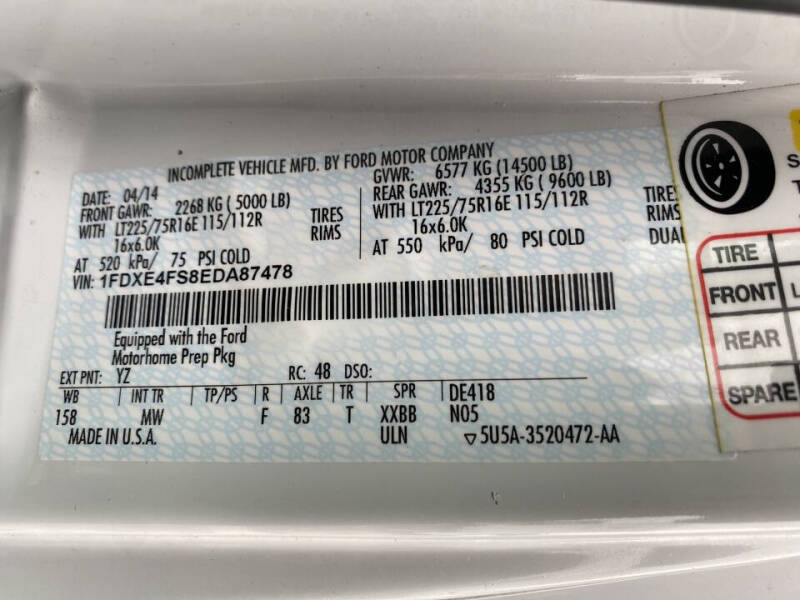 INCOMPLETE VEHICLE MFD. BY FORD MOTOR COMPANY
DATE: 04/14 GVWR: 6577 KG (14500 LB)
FRONT GAWR: 2268 KG ( 5000 LB) REAR GAWR: 4355 KG ( 9600 LB)
WITH LT225/75R16E 115/112R TIRES WITH LT225/75R16E 115/112R TIRES
16x6.0K RIMS 16x6.0K RIMS
AT 520 kPa/ 75 PSI COLD AT 550 kPa/ 80 PSI COLD DUAL
VIN: 1FDXE4FS8EDA87478
Equipped with the Ford
Motorhome Prep Pkg
EXT PNT: YZ RC: 48 DSO:
WB INT TR TP/PS R AXLE TR SPR DE418
158 MW F 83 T XXBB N05
MADE IN U.S.A. ULN ▽5U5A-3520472-AA
TIRE
FRONT L
REAR
SPARE